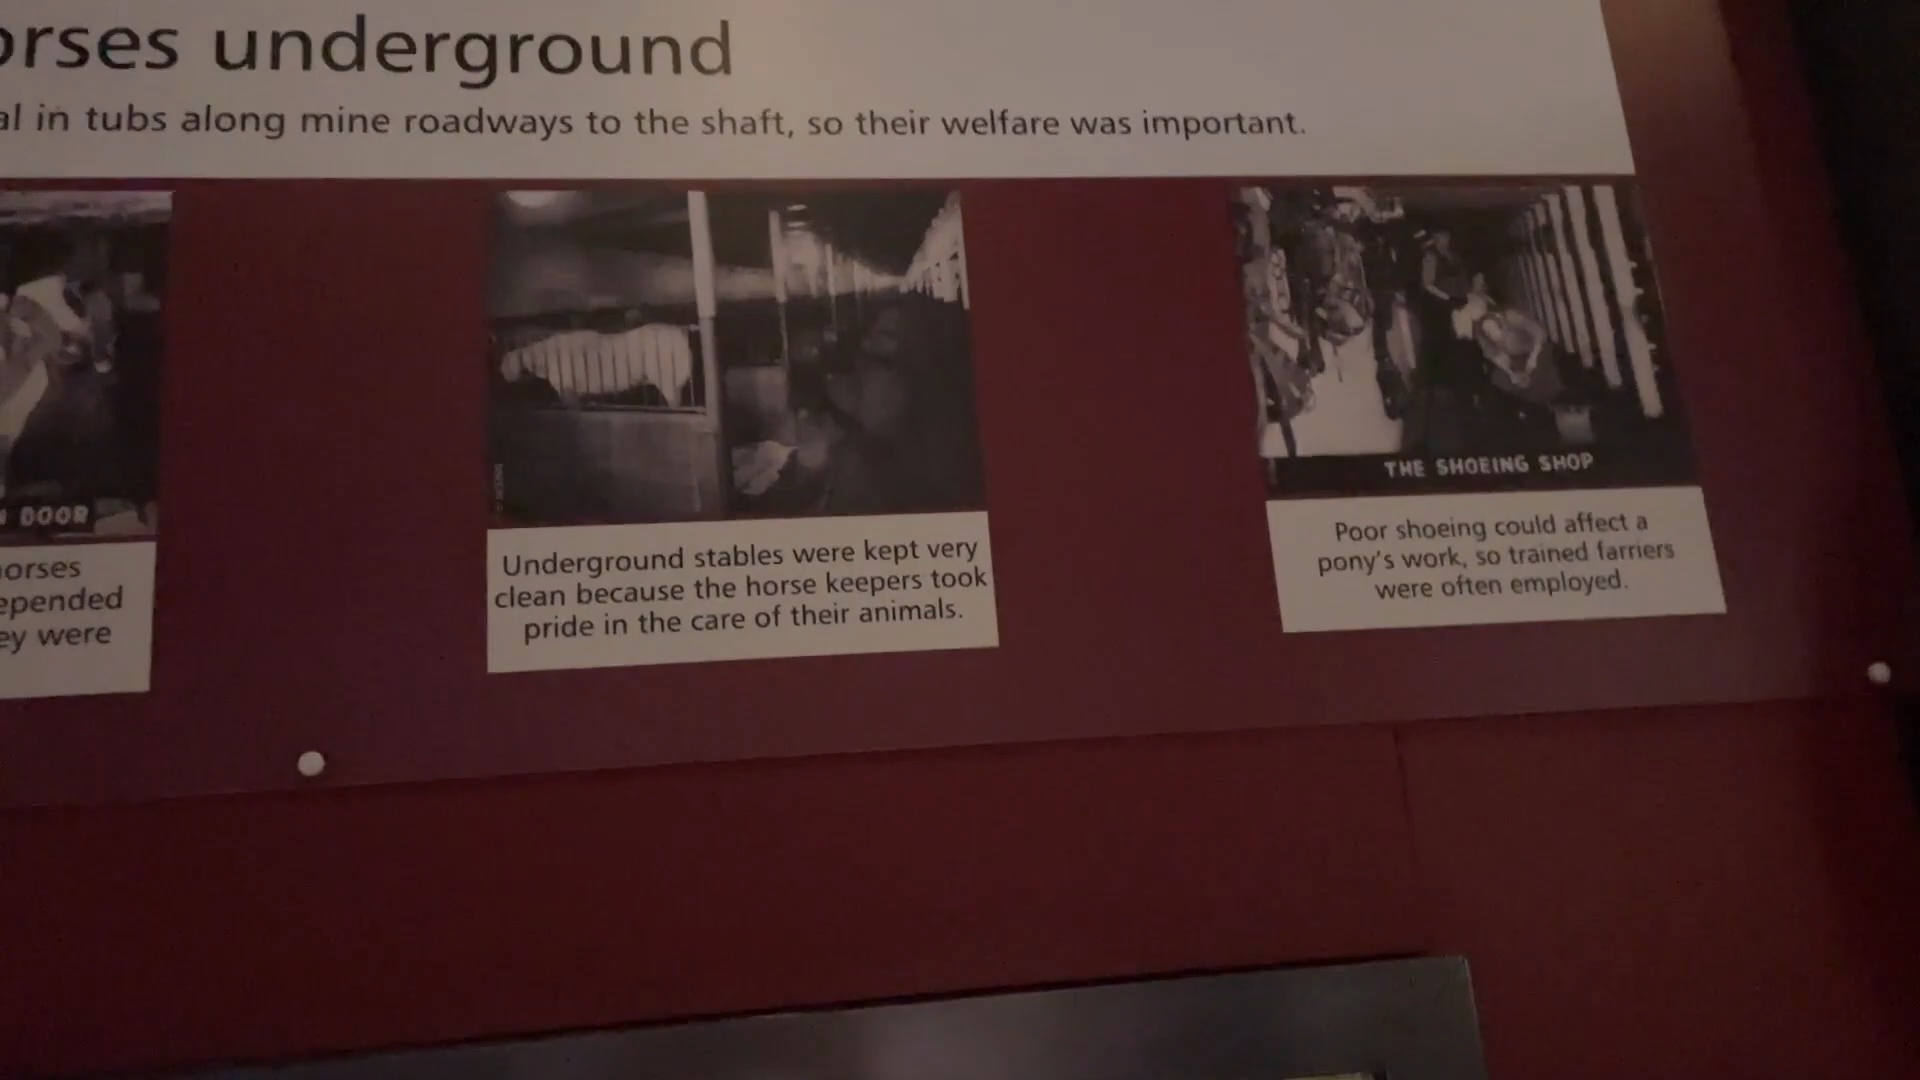 orses underground
al in tubs along mine roadways to the shaft, so their welfare was important.
DOOR
orses
epended
ey were
Underground stables were kept very
clean because the horse keepers took
pride in the care of their animals.
THE SHOEING SHOP
Poor shoeing could affect a
pony's work, so trained farriers
were often employed.